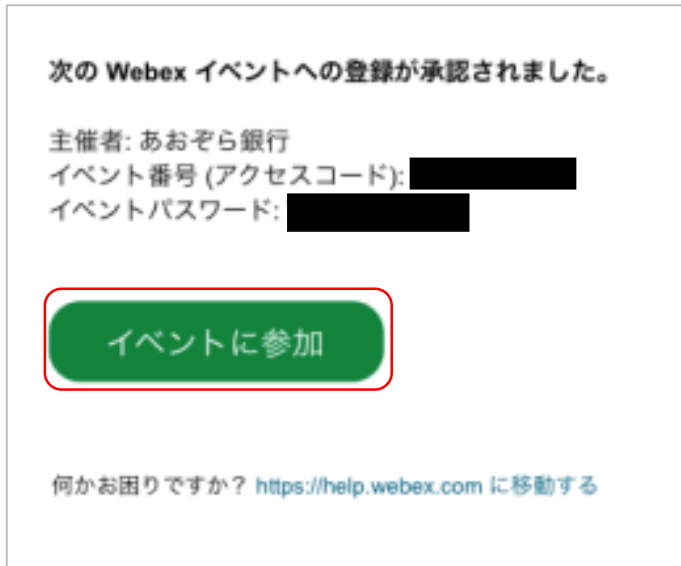 次の Webex イベントへの登録が承認されました。
主催者: あおぞら銀行
イベント番号 (アクセスコード):
イベントパスワード:
イベントに参加
何かお困りですか？ https://help.webex.com に移動する